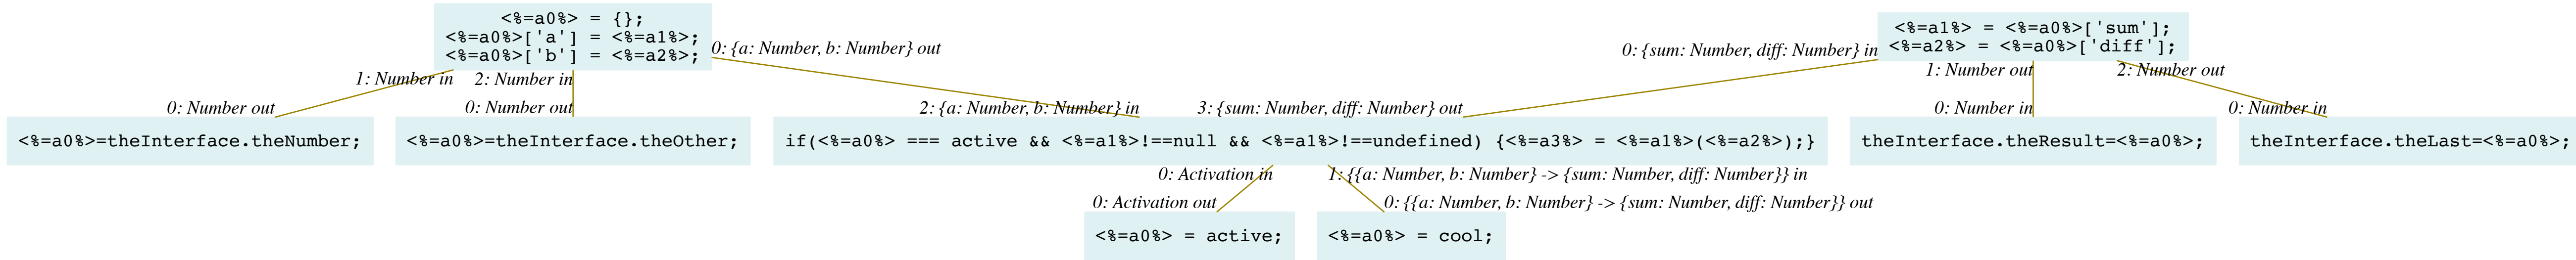 <%=a0%> = {};
<%=a0%>['a'] = <%=a1%>;
<%=a0%>['b'] = <%=a2%>;
0: {a: Number, b: Number} out
1: Number in
2: Number in
0: {sum: Number, diff: Number} in
<%=a1%> = <%=a0%>['sum'];
<%=a2%> = <%=a0%>['diff'];
1: Number out
2: Number out
0: Number out
0: Number out
2: {a: Number, b: Number} in
3: {sum: Number, diff: Number} out
0: Number in
0: Number in
<%=a0%>=theInterface.theNumber;
<%=a0%>=theInterface.theOther;
if(<%=a0%> === active && <%=a1%>!==null && <%=a1%>!==undefined) {<%=a3%> = <%=a1%>(<%=a2%>);}
theInterface.theResult=<%=a0%>;
theInterface.theLast=<%=a0%>;
0: Activation in
1: {{a: Number, b: Number} -> {sum: Number, diff: Number}} in
0: Activation out
0: {{a: Number, b: Number} -> {sum: Number, diff: Number}} out
<%=a0%> = active;
<%=a0%> = cool;